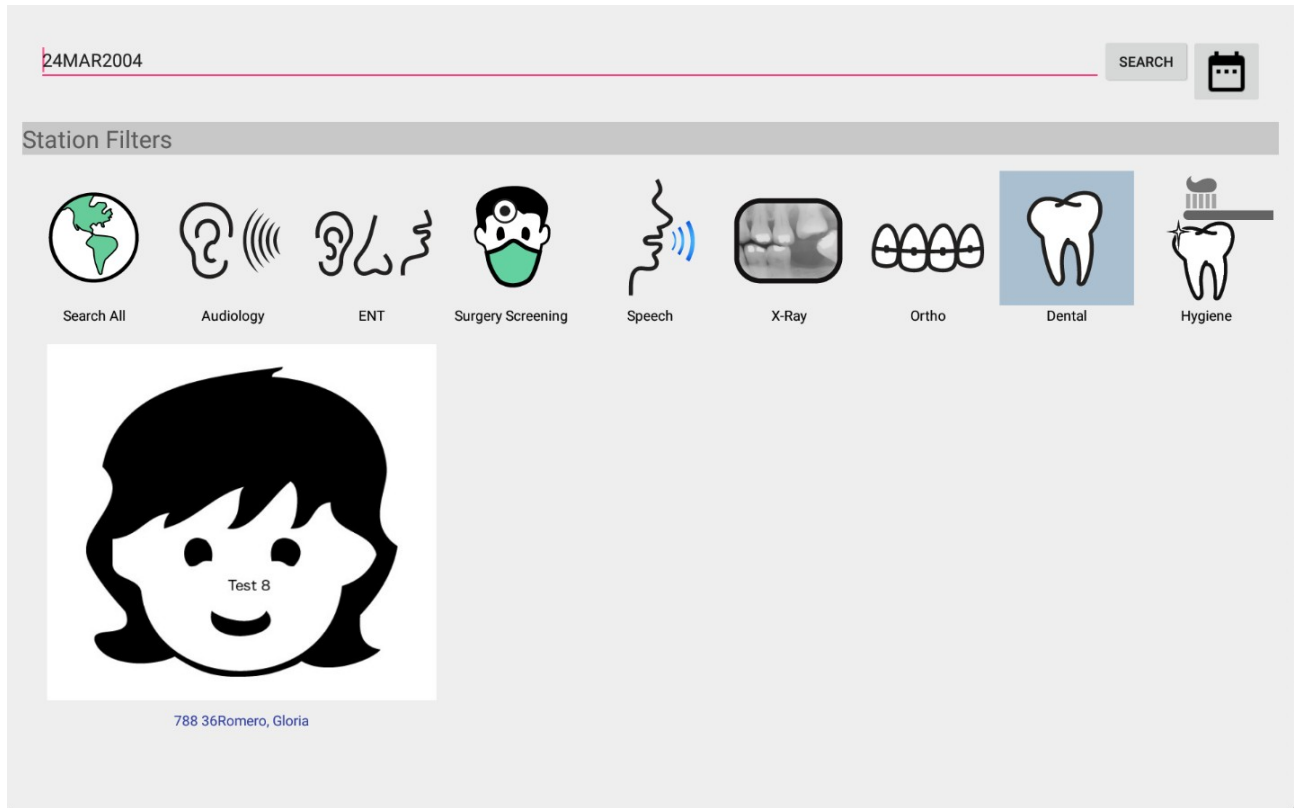 24MAR2004
SEARCH
Station Filters
Search All
Audiology
ENT
Surgery Screening
Speech
X-Ray
Ortho
Dental
Hygiene
Test 8
788 36Romero, Gloria